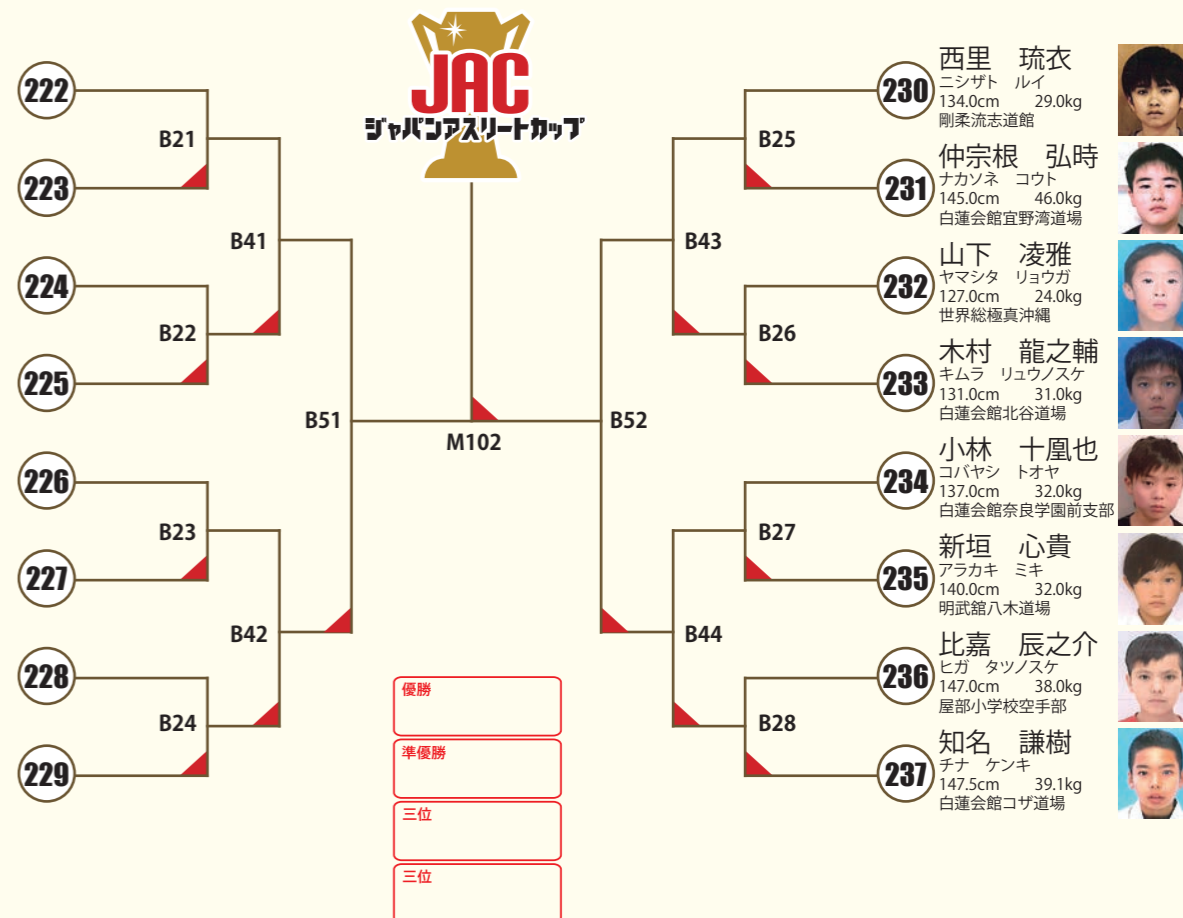 JAC
ジャパンアスリートカップ
222
223
224
225
226
227
228
229
B21
B22
B23
B24
B41
B42
B51
M102
B52
B43
B44
B25
B26
B27
B28
230
西里 琉衣
ニシザト ルイ
134.0cm 29.0kg
剛柔流志道館
231
仲宗根 弘時
ナカソネ コウト
145.0cm 46.0kg
白蓮会館宜野湾道場
232
山下 凌雅
ヤマシタ リョウガ
127.0cm 24.0kg
世界総極真沖縄
233
木村 龍之輔
キムラ リュウノスケ
131.0cm 31.0kg
白蓮会館北谷道場
234
小林 十凰也
コバヤシ トオヤ
137.0cm 32.0kg
白蓮会館奈良学園前支部
235
新垣 心貴
アラカキ ミキ
140.0cm 32.0kg
明武舘八木道場
236
比嘉 辰之介
ヒガ タツノスケ
147.0cm 38.0kg
屋部小学校空手部
237
知名 謙樹
チナ ケンキ
147.5cm 39.1kg
白蓮会館コザ道場
優勝
準優勝
三位
三位